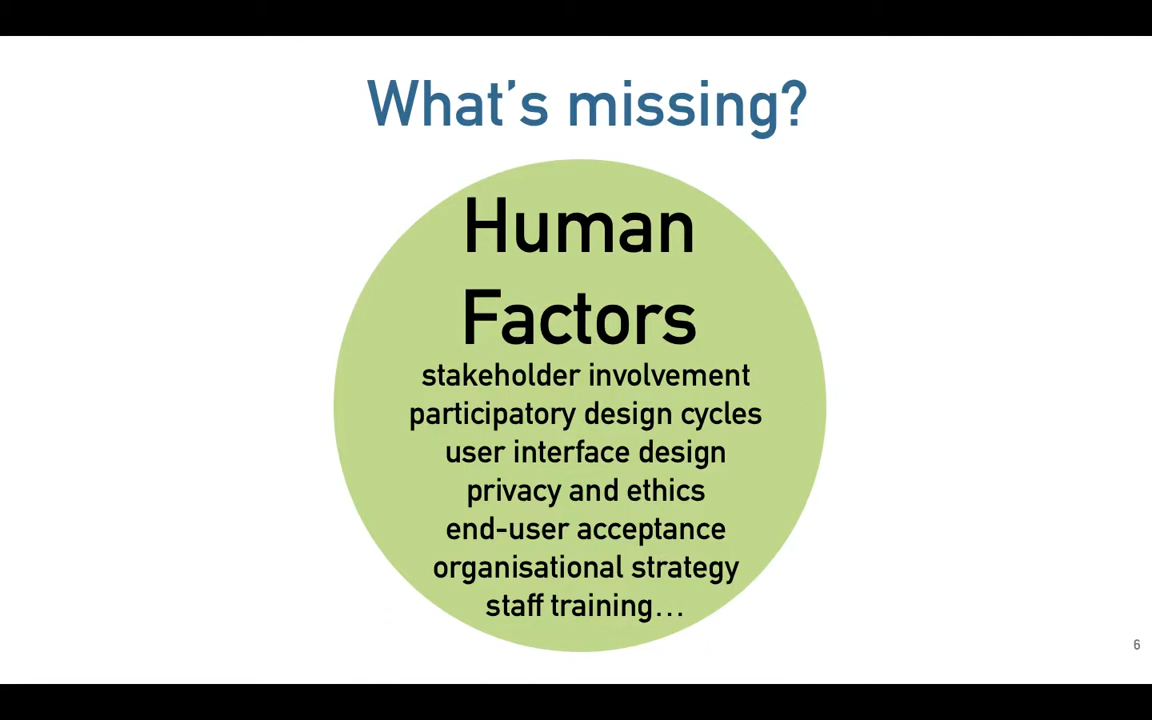 What's missing?
Human
Factors
stakeholder involvement
participatory design cycles
user interface design
privacy and ethics
end-user acceptance
organisational strategy
staff training…
6